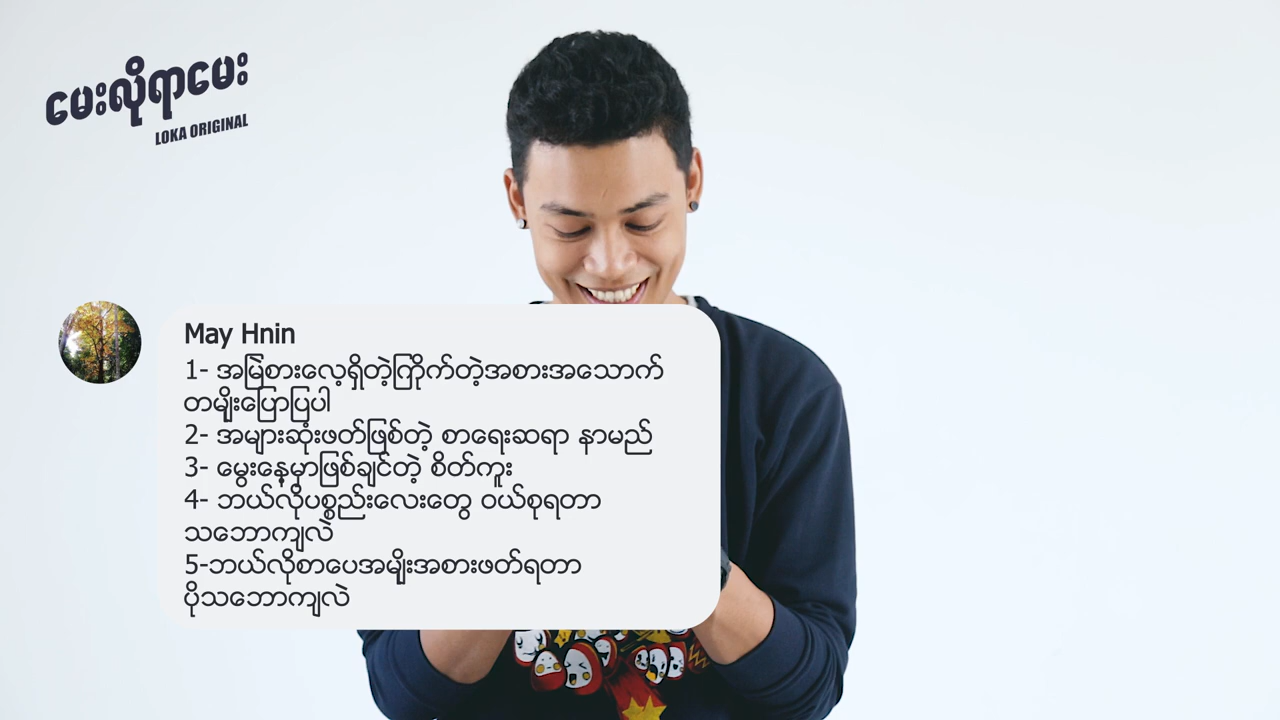 မေးလိုရာမေး
LOKA ORIGINAL
May Hnin
1- အမြဲစားလေ့ရှိတဲ့ကြိုက်တဲ့အစားအသောက်
တမျိုးပြောပြပါ
2- အများဆုံးဖတ်ဖြစ်တဲ့ စာရေးဆရာ နာမည်
3- မွေးနေ့မှာဖြစ်ချင်တဲ့ စိတ်ကူး
4- ဘယ်လိုပစ္စည်းလေးတွေ ဝယ်စုရတာ
သဘောကျလဲ
5-ဘယ်လိုစာပေအမျိုးအစားဖတ်ရတာ
ပိုသဘောကျလဲ